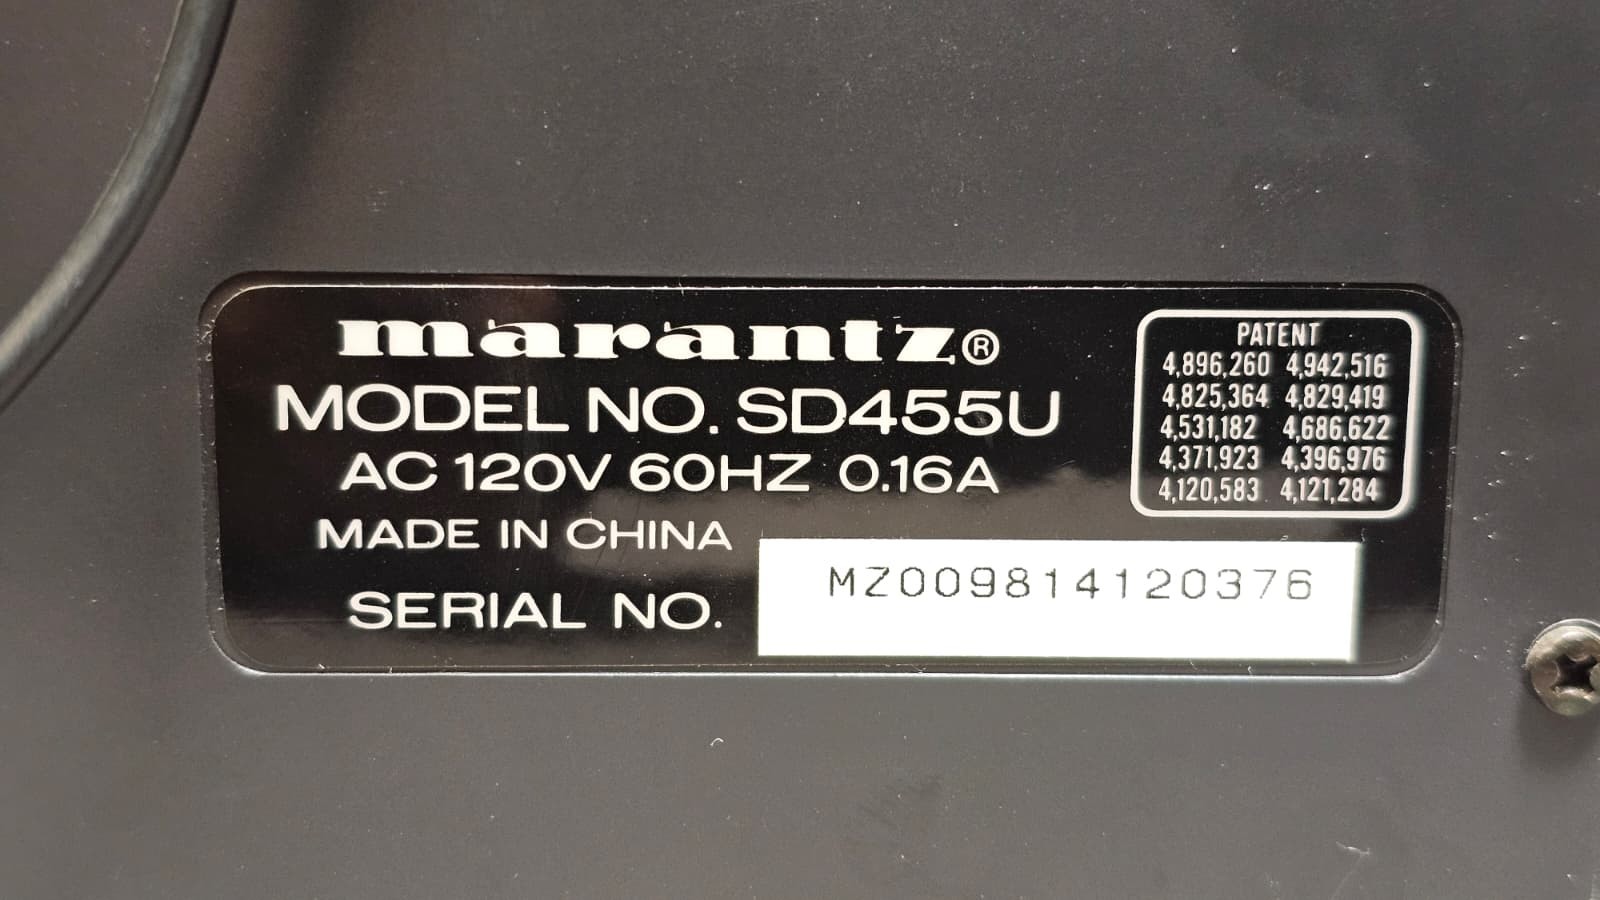 marantz®
MODEL NO. SD455U
AC 120V 60HZ 0.16A
MADE IN CHINA
SERIAL NO. MZ009814120376
PATENT
4,896,260 4,942,516
4,825,364 4,829,419
4,531,182 4,686,622
4,371,923 4,396,976
4,120,583 4,121,284